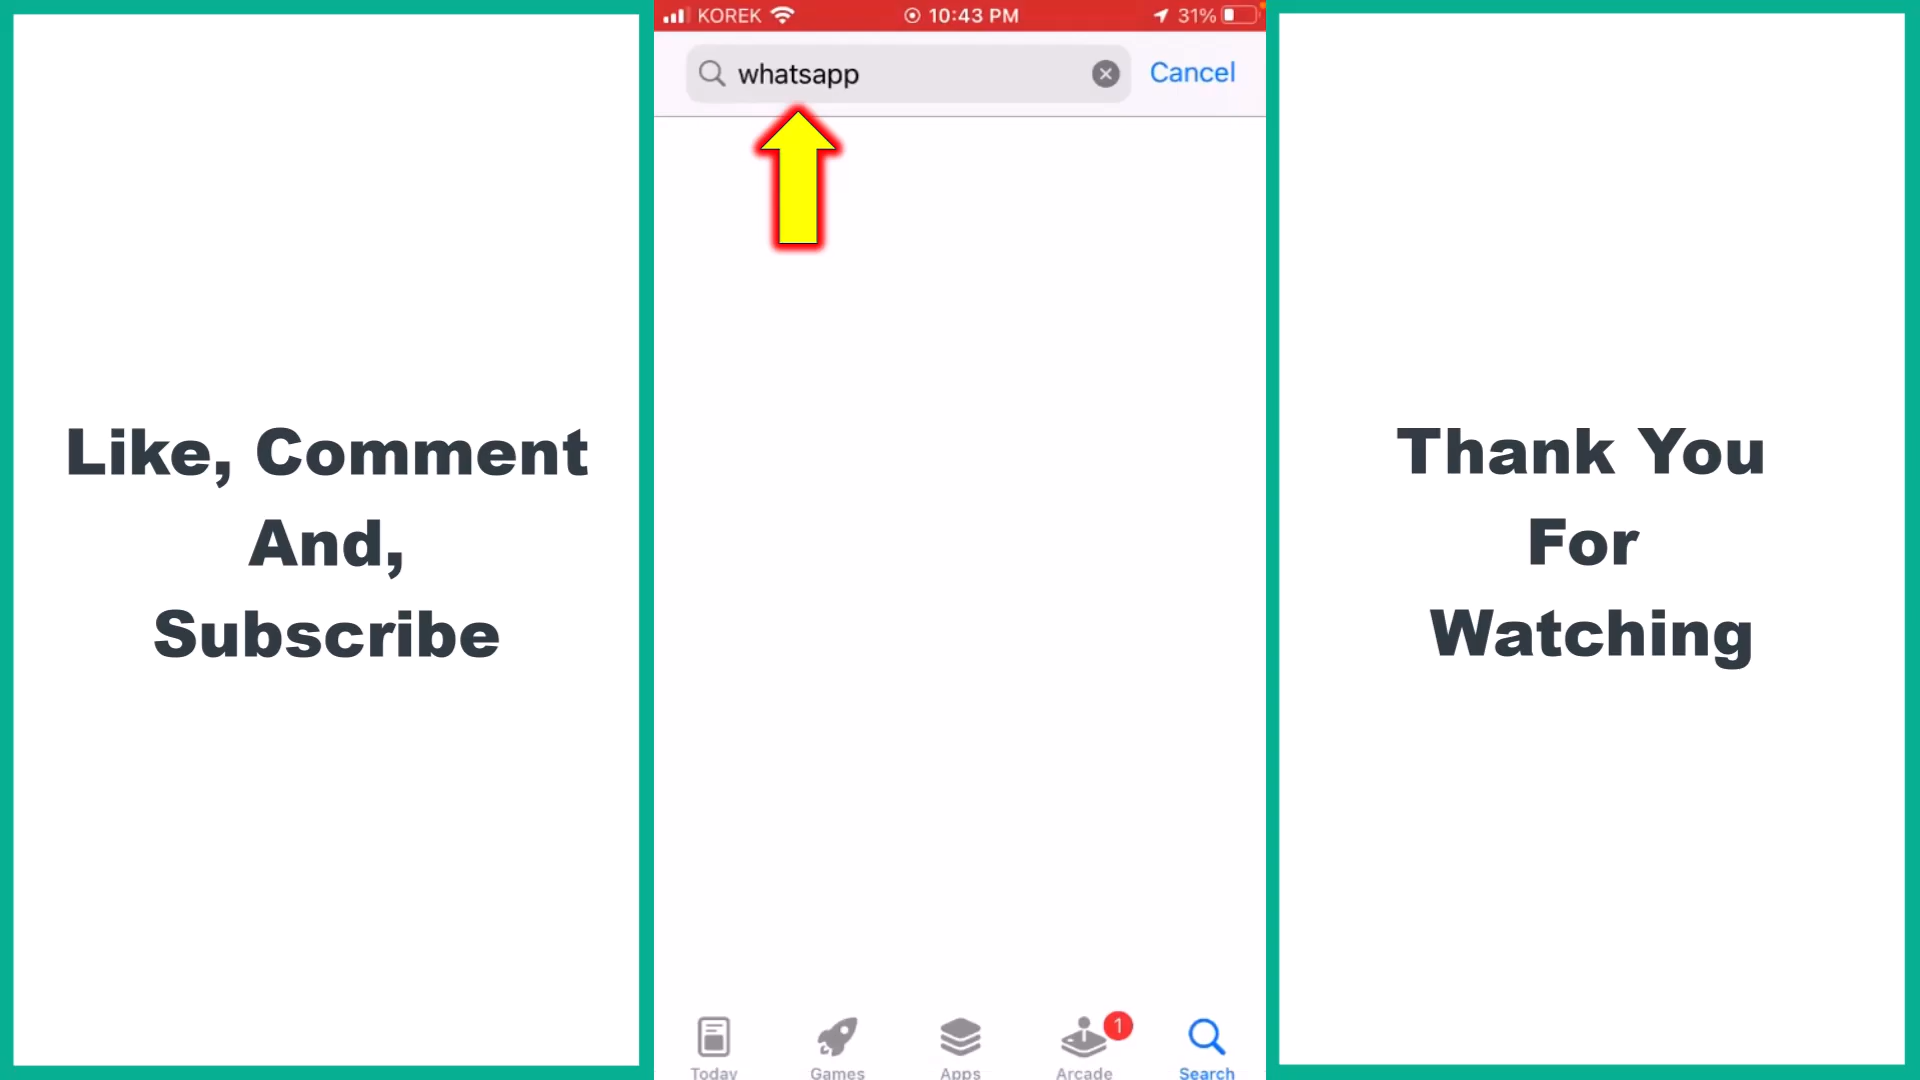 Like, Comment
And,
Subscribe
KOREK 10:43 PM 31%
whatsapp Cancel
1
Today Games Apps Arcade Search
Thank You
For
Watching